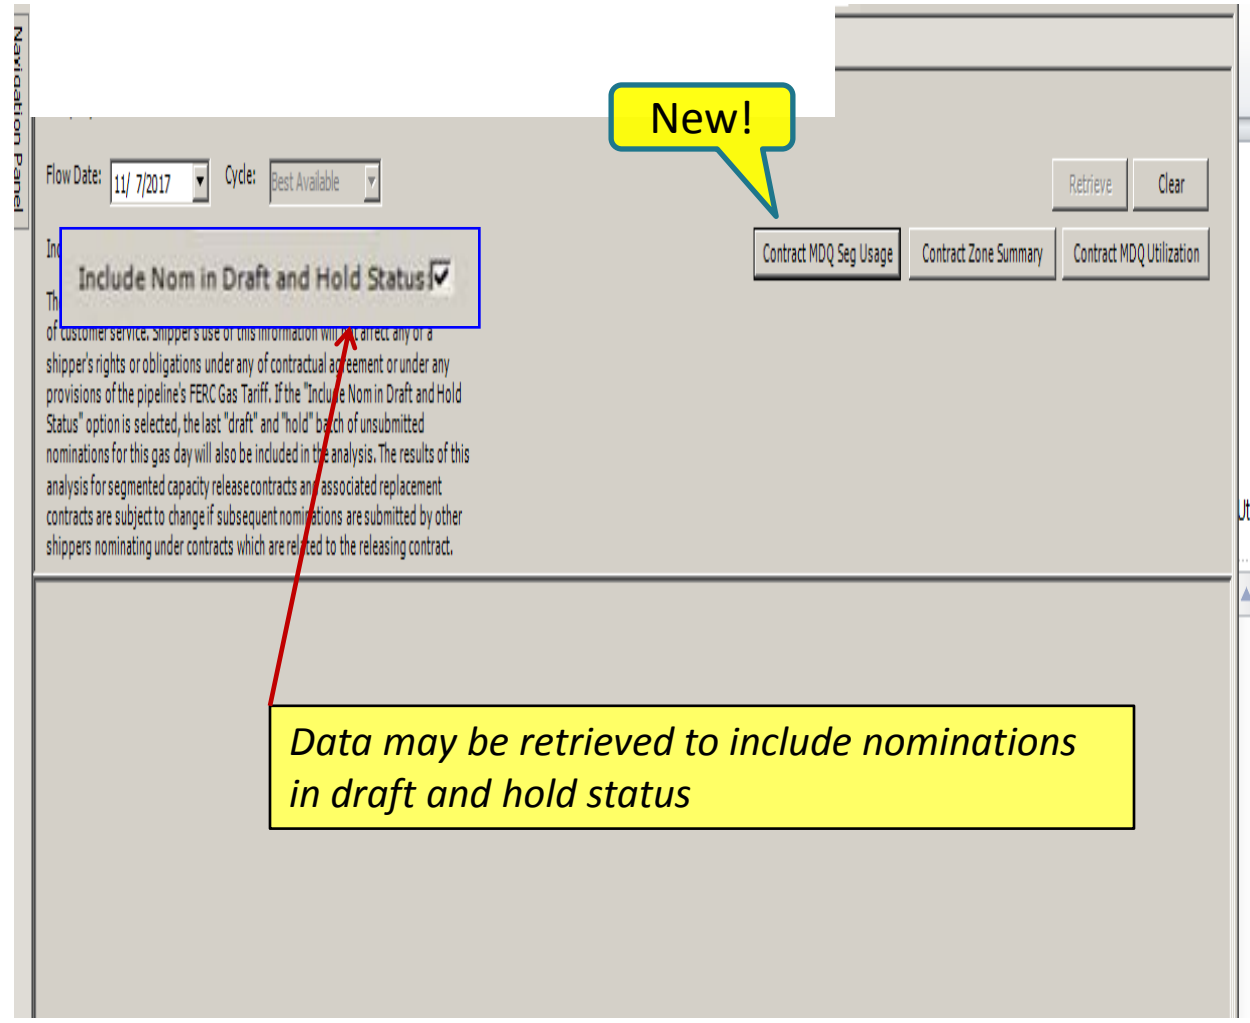 Navigation Panel
New!
Flow Date: 11/ 7/2017 Cycle: Best Available Retrieve Clear
Contract MDQ Seg Usage Contract Zone Summary Contract MDQ Utilization
Include Nom in Draft and Hold Status:
of customer service. Shipper's use of this information will not affect any of a
shipper's rights or obligations under any of contractual agreement or under any
provisions of the pipeline's FERC Gas Tariff. If the "Include Nom in Draft and Hold
Status" option is selected, the last "draft" and "hold" batch of unsubmitted
nominations for this gas day will also be included in the analysis. The results of this
analysis for segmented capacity release contracts and associated replacement
contracts are subject to change if subsequent nominations are submitted by other
shippers nominating under contracts which are related to the releasing contract.
Data may be retrieved to include nominations
in draft and hold status